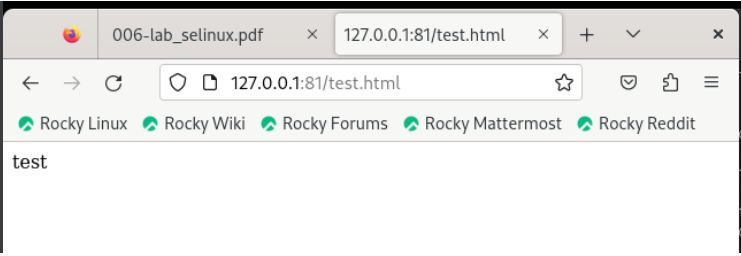 006-lab_selinux.pdf 127.0.0.1:81/test.html
127.0.0.1:81/test.html
Rocky Linux Rocky Wiki Rocky Forums Rocky Mattermost Rocky Reddit
test